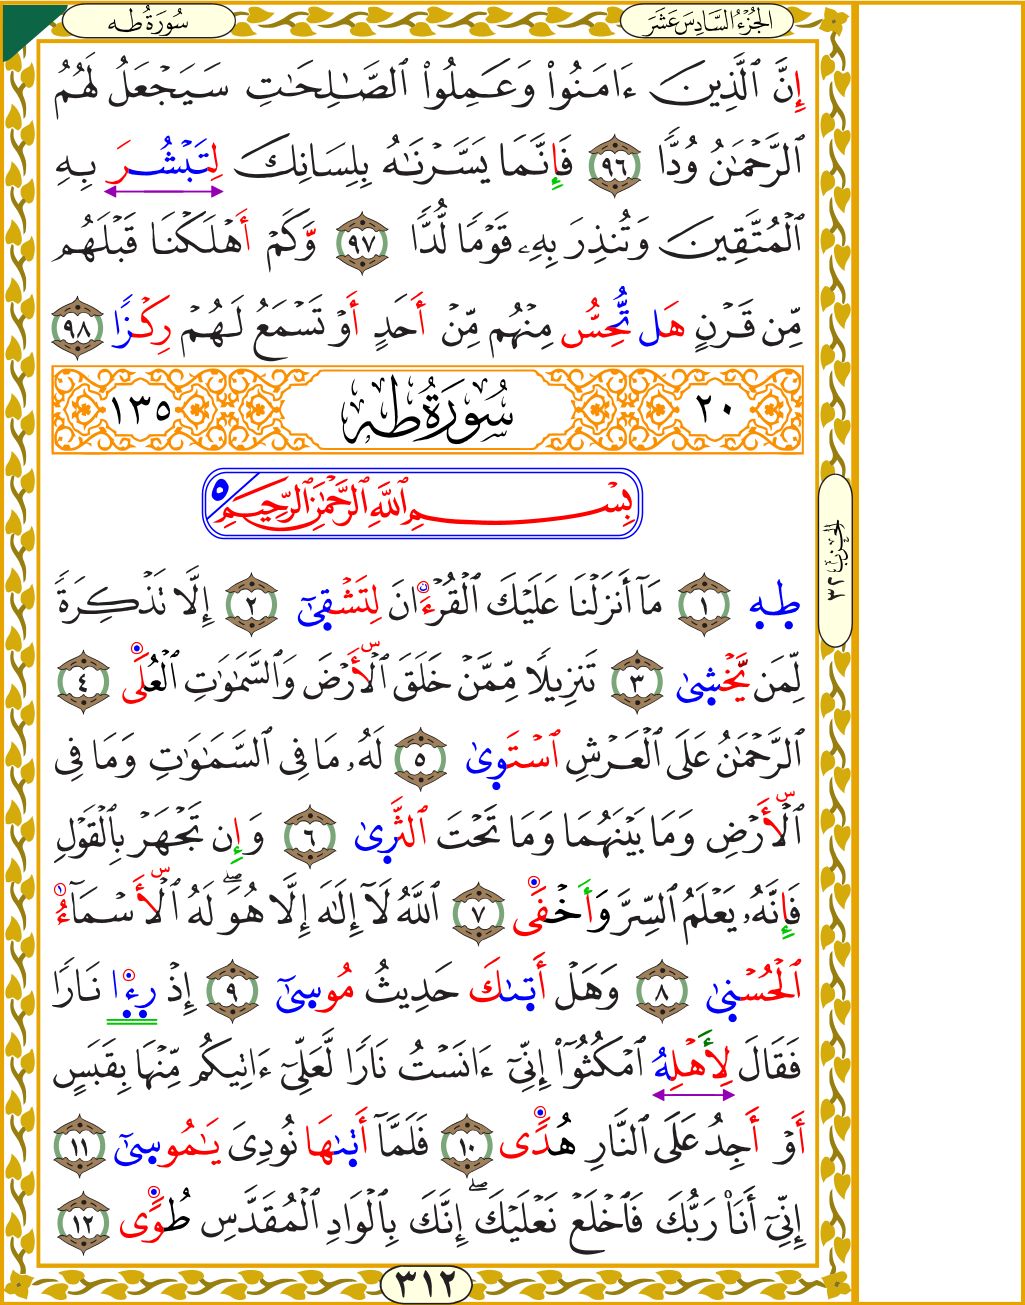 الجُزْءُ السَّادِسَ عَشَرَ
سُورَةُ طه
إِنَّ ٱلَّذِينَ ءَامَنُواْ وَعَمِلُواْ ٱلصَّـٰلِحَـٰتِ سَيَجْعَلُ لَهُمُ
ٱلرَّحْمَـٰنُ وُدًّا ٩٦ فَإِنَّمَا يَسَّرْنَـٰهُ بِلِسَانِكَ لِتَبْشُرَ بِهِ
ٱلْمُتَّقِينَ وَتُنذِرَ بِهِۦ قَوْمًا لُّدًّا ٩٧ وَكَمْ أَهْلَكْنَا قَبْلَهُم
مِّن قَرْنٍ هَل تُّحِسُّ مِنْهُم مِّنْ أَحَدٍ أَوْ تَسْمَعُ لَهُمْ رِكْزًا ٩٨
٢٠ سُورَةُ طه ١٣٥
بِسْمِ ٱللَّهِ ٱلرَّحْمَـٰنِ ٱلرَّحِيمِ ٥
طه ١ مَآ أَنزَلْنَا عَلَيْكَ ٱلْقُرْءَانَ لِتَشْقَىٰٓ ٢ إِلَّا تَذْكِرَةً
لِّمَن يَخْشَىٰ ٣ تَنزِيلًا مِّمَّنْ خَلَقَ ٱلْأَرْضَ وَٱلسَّمَـٰوَٰتِ ٱلْعُلَى ٤
ٱلرَّحْمَـٰنُ عَلَى ٱلْعَرْشِ ٱسْتَوَىٰ ٥ لَهُۥ مَا فِى ٱلسَّمَـٰوَٰتِ وَمَا فِى
ٱلْأَرْضِ وَمَا بَيْنَهُمَا وَمَا تَحْتَ ٱلثَّرَىٰ ٦ وَإِن تَجْهَرْ بِٱلْقَوْلِ
فَإِنَّهُۥ يَعْلَمُ ٱلسِّرَّ وَأَخْفَى ٧ ٱللَّهُ لَآ إِلَـٰهَ إِلَّا هُوَۖ لَهُ ٱلْأَسْمَآءُ
ٱلْحُسْنَىٰ ٨ وَهَلْ أَتَىٰكَ حَدِيثُ مُوسَىٰٓ ٩ إِذْ رِءَا نَارًا
فَقَالَ لِأَهْلِهُ ٱمْكُثُوٓاْ إِنِّىٓ ءَانَسْتُ نَارًا لَّعَلِّىٓ ءَاتِيكُم مِّنْهَا بِقَبَسٍ
أَوْ أَجِدُ عَلَى ٱلنَّارِ هُدًى ١٠ فَلَمَّآ أَتَىٰهَا نُودِىَ يَـٰمُوسَىٰٓ ١١
إِنِّىٓ أَنَا۠ رَبُّكَ فَٱخْلَعْ نَعْلَيْكَۖ إِنَّكَ بِٱلْوَادِ ٱلْمُقَدَّسِ طُوًى ١٢
الحزب ٣٢
٣١٢